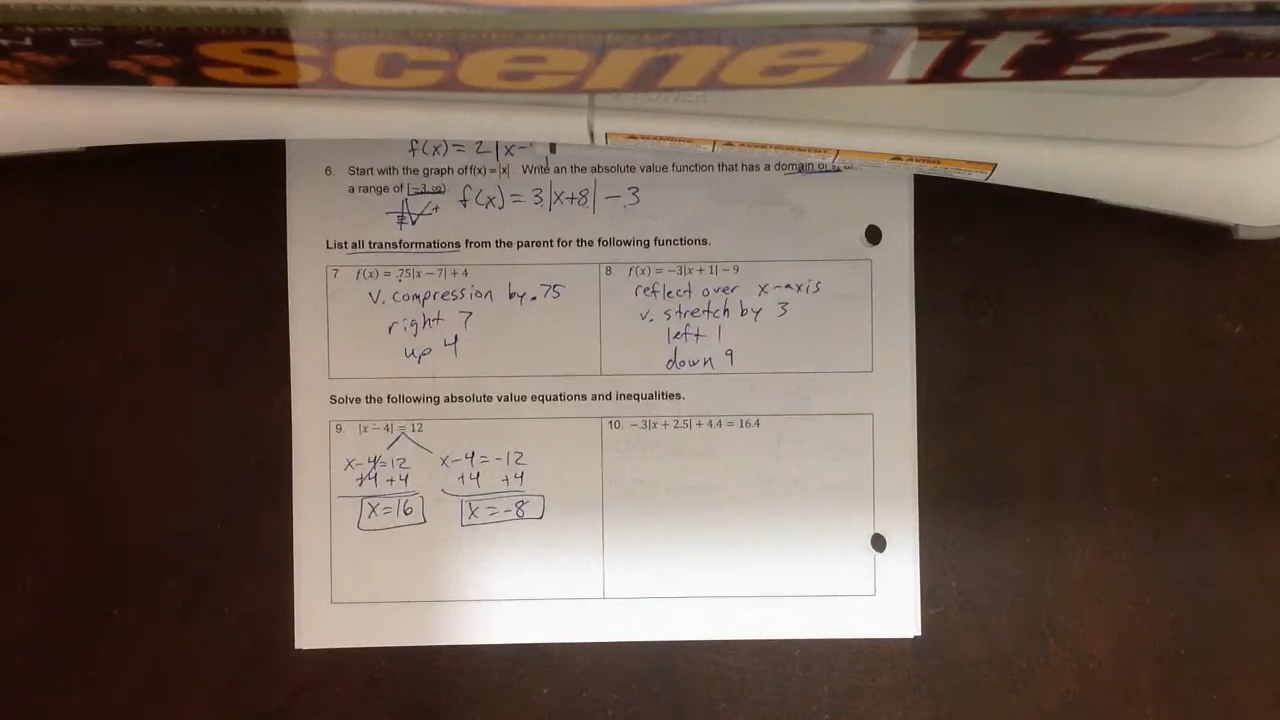 scene it?
WARNING
ADVERTISEMENT
AVISO
f(x) = 2|x-
6. Start with the graph of f(x) = |x| . Write an the absolute value function that has a domain of
a range of [-3, ∞).
f(x) = 3|x+8| - 3
List all transformations from the parent for the following functions.
7. f(x) = .75|x − 7| + 4
v. compression by .75
right 7
up 4
8. f(x) = −3|x + 1| − 9
reflect over x-axis
v. stretch by 3
left 1
down 9
Solve the following absolute value equations and inequalities.
9. |x − 4| = 12
x-4=12
+4 +4
x=16
x-4=-12
+4 +4
x=-8
10. −.3|x + 2.5| + 4.4 = 16.4